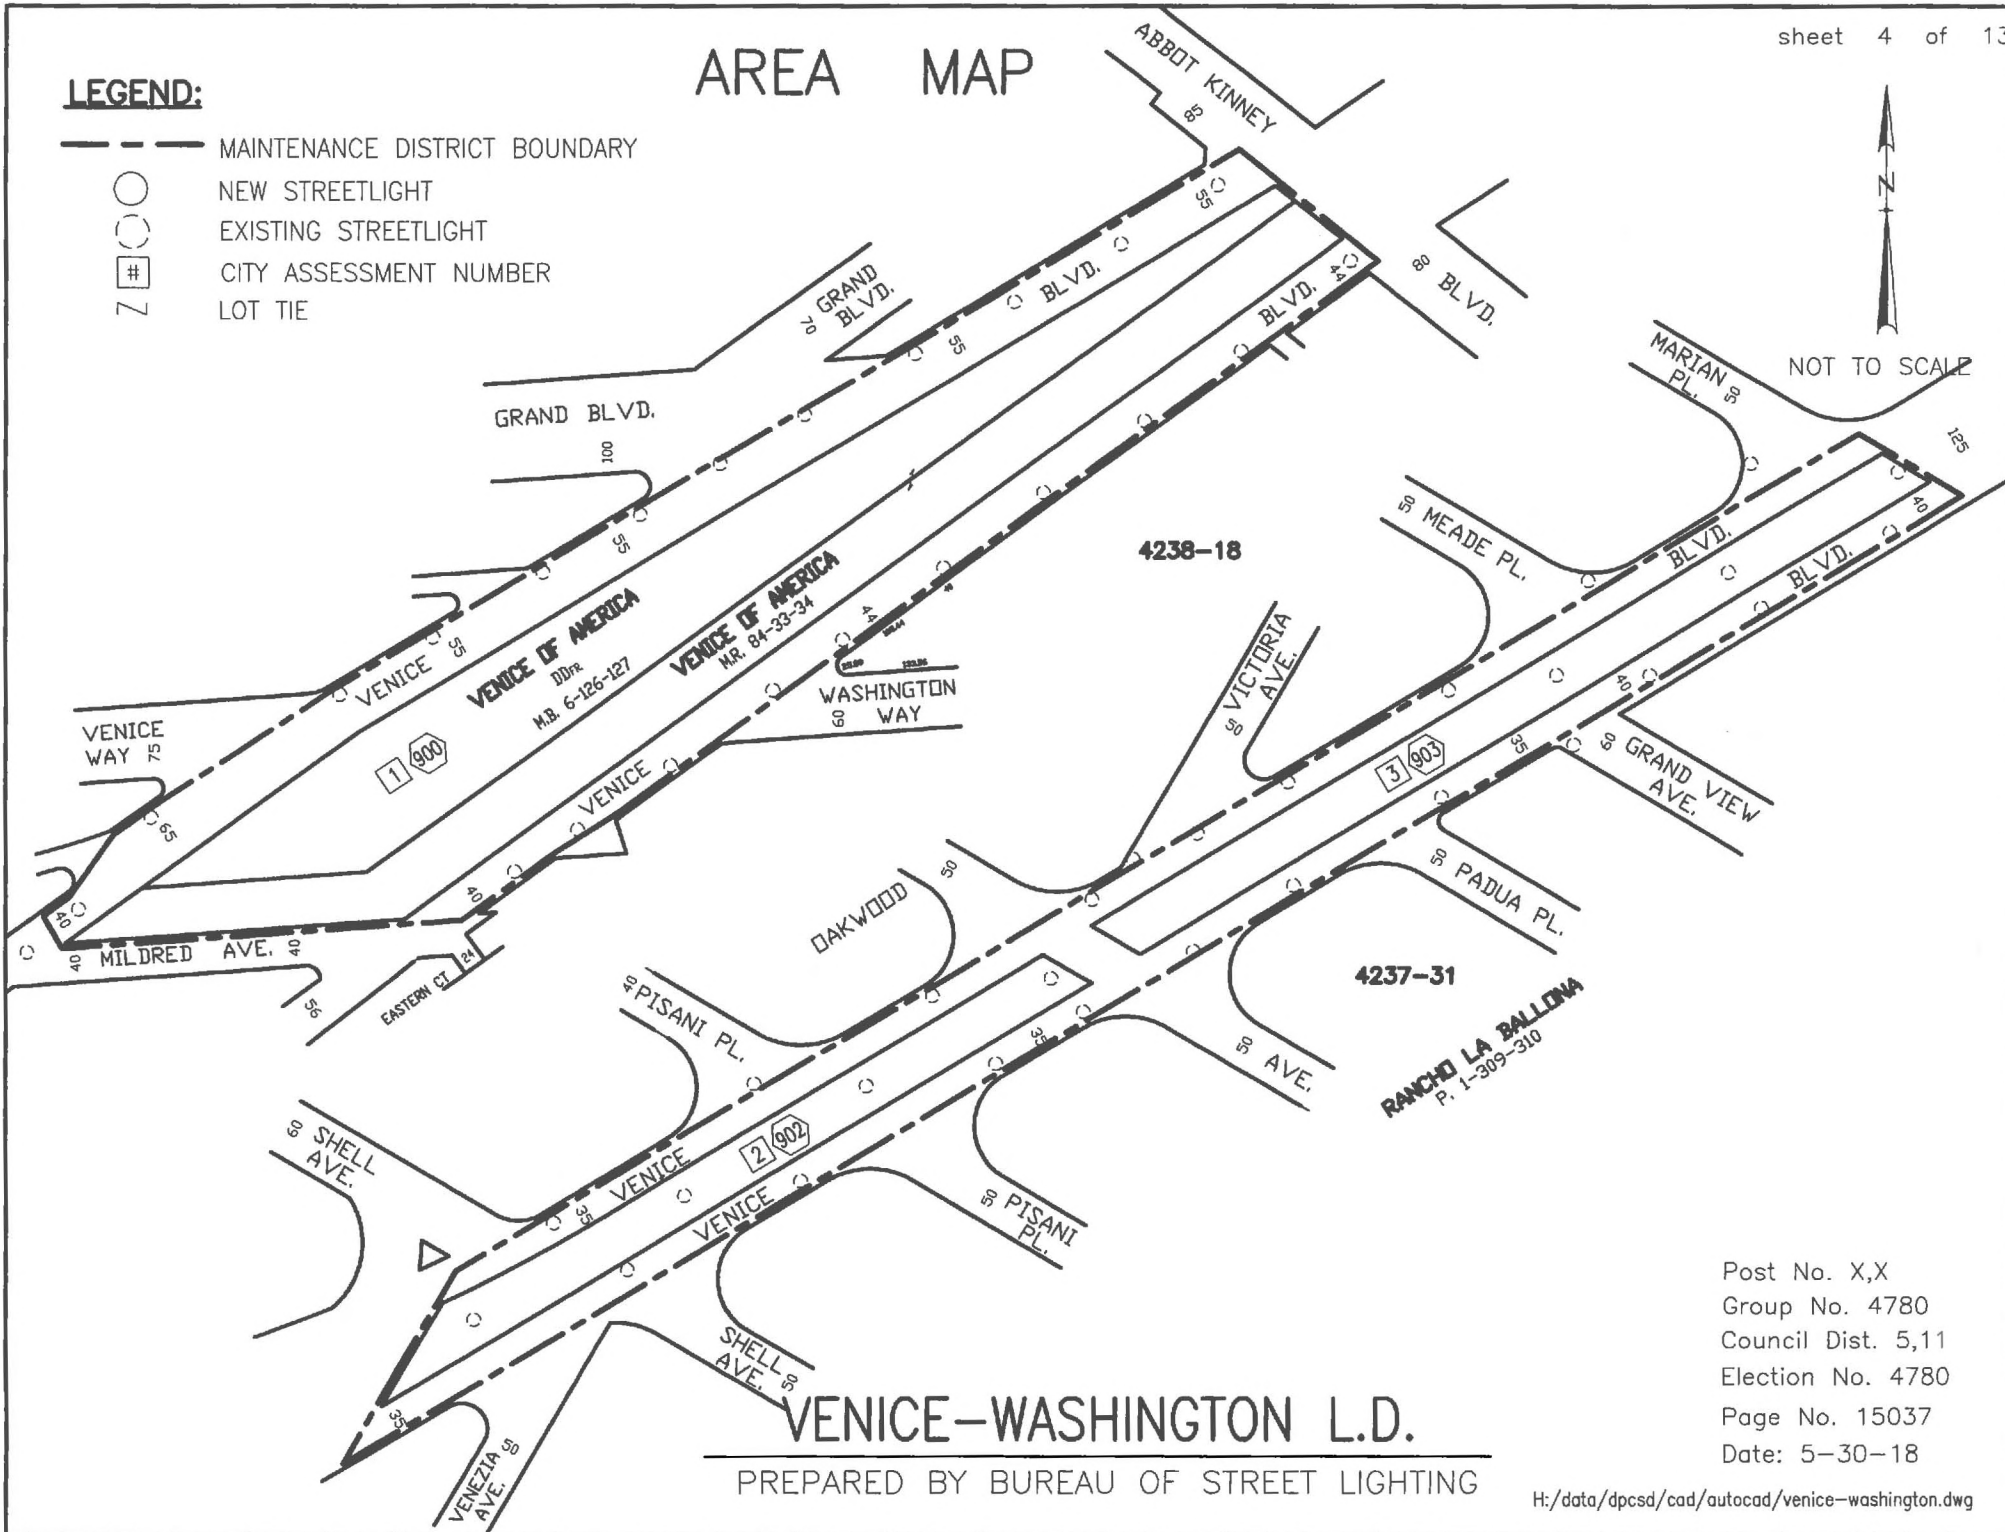 sheet 4 of 13
AREA MAP
LEGEND:
MAINTENANCE DISTRICT BOUNDARY
NEW STREETLIGHT
EXISTING STREETLIGHT
# CITY ASSESSMENT NUMBER
LOT TIE
N
NOT TO SCALE
ABBOT KINNEY
85
80 BLVD.
55
BLVD.
55
44
BLVD.
70 GRAND
BLVD.
GRAND BLVD.
100
55
55
VENICE
VENICE OF AMERICA
DDFR
M.B. 6-126-127
VENICE OF AMERICA
M.R. 84-33-34
44
WASHINGTON
WAY
60
VENICE
WAY 75
65
1 900
VENICE
40
40
40
MILDRED AVE. 40
56
EASTERN CT 24
4238-18
MARIAN
PL. 50
125
50 MEADE PL.
BLVD.
BLVD.
40
40
VICTORIA
AVE.
50
3 903
35
60 GRAND VIEW
AVE.
50 PADUA PL.
OAKWOOD
50
4237-31
RANCHO LA BALLONA
P. 1-309-310
50 AVE.
40 PISANI PL.
35
2 902
VENICE
VENICE
35
60 SHELL
AVE.
50 PISANI
PL.
SHELL
AVE. 50
35
VENEZIA
AVE. 50
VENICE-WASHINGTON L.D.
PREPARED BY BUREAU OF STREET LIGHTING
Post No. X,X
Group No. 4780
Council Dist. 5,11
Election No. 4780
Page No. 15037
Date: 5-30-18
H:/data/dpcsd/cad/autocad/venice-washington.dwg